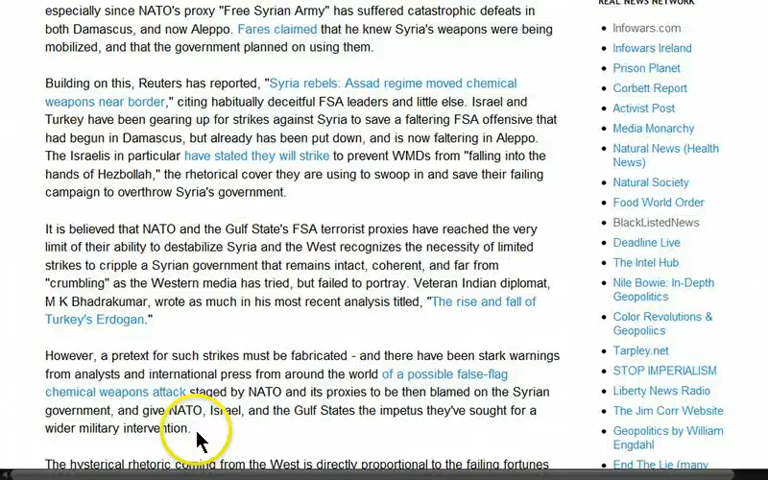 especially since NATO's proxy "Free Syrian Army" has suffered catastrophic defeats in
both Damascus, and now Aleppo. Fares claimed that he knew Syria's weapons were being
mobilized, and that the government planned on using them.
Building on this, Reuters has reported, "Syria rebels: Assad regime moved chemical
weapons near border," citing habitually deceitful FSA leaders and little else. Israel and
Turkey have been gearing up for strikes against Syria to save a faltering FSA offensive that
had begun in Damascus, but already has been put down, and is now faltering in Aleppo.
The Israelis in particular have stated they will strike to prevent WMDs from "falling into the
hands of Hezbollah," the rhetorical cover they are using to swoop in and save their failing
campaign to overthrow Syria's government.
It is believed that NATO and the Gulf State's FSA terrorist proxies have reached the very
limit of their ability to destabilize Syria and the West recognizes the necessity of limited
strikes to cripple a Syrian government that remains intact, coherent, and far from
"crumbling" as the Western media has tried, but failed to portray. Veteran Indian diplomat,
M K Bhadrakumar, wrote as much in his most recent analysis titled, "The rise and fall of
Turkey's Erdogan."
However, a pretext for such strikes must be fabricated - and there have been stark warnings
from analysts and international press from around the world of a possible false-flag
chemical weapons attack staged by NATO and its proxies to be then blamed on the Syrian
government, and give NATO, Israel, and the Gulf States the impetus they've sought for a
wider military intervention.
The hysterical rhetoric coming from the West is directly proportional to the failing fortunes
REAL NEWS NETWORK
Infowars.com
Infowars Ireland
Prison Planet
Corbett Report
Activist Post
Media Monarchy
Natural News (Health
News)
Natural Society
Food World Order
BlackListedNews
Deadline Live
The Intel Hub
Nile Bowie: In-Depth
Geopolitics
Color Revolutions &
Geopoliics
Tarpley.net
STOP IMPERIALISM
Liberty News Radio
The Jim Corr Website
Geopolitics by William
Engdahl
End The Lie (many